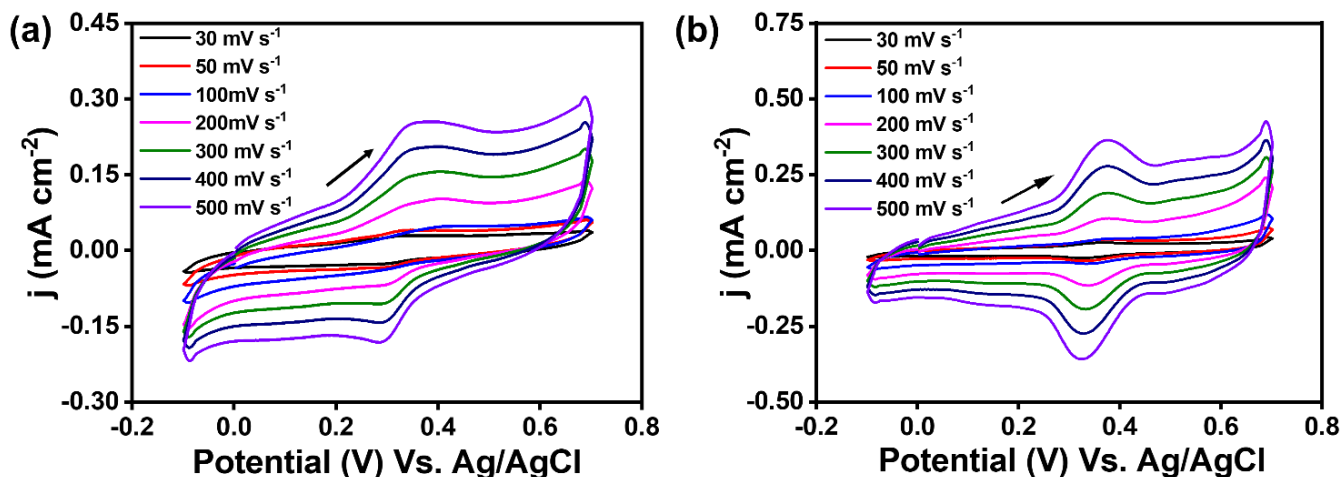 (a)
0.45
0.30
0.15
0.00
-0.15
-0.30
j (mA cm⁻²)
30 mV s⁻¹
50 mV s⁻¹
100mV s⁻¹
200mV s⁻¹
300 mV s⁻¹
400 mV s⁻¹
500 mV s⁻¹
-0.2 0.0 0.2 0.4 0.6 0.8
Potential (V) Vs. Ag/AgCl
(b)
0.75
0.50
0.25
0.00
-0.25
-0.50
j (mA cm⁻²)
30 mV s⁻¹
50 mV s⁻¹
100 mV s⁻¹
200 mV s⁻¹
300 mV s⁻¹
400 mV s⁻¹
500 mV s⁻¹
-0.2 0.0 0.2 0.4 0.6 0.8
Potential (V) Vs. Ag/AgCl